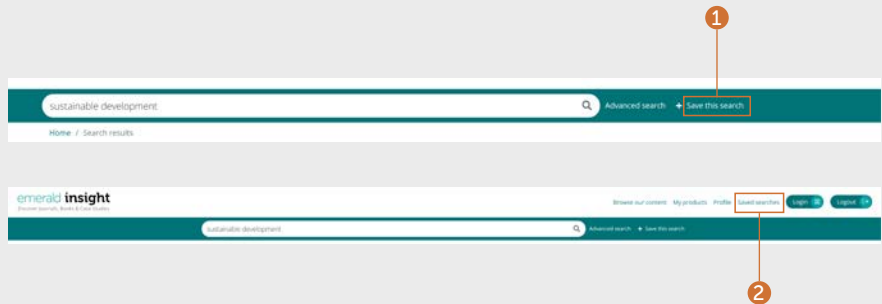 1
sustainable development Advanced search + Save this search
Home / Search results
emerald insight
Discover Journals, Books & Case Studies
Browse our content My products Profile Saved searches Login Logout
sustainable development Advanced search + Save this search
2